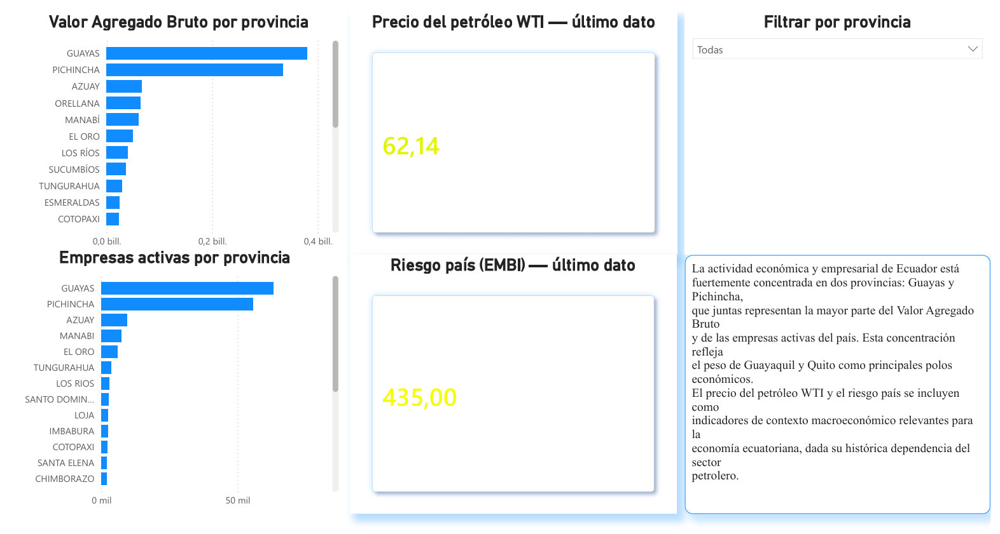 Valor Agregado Bruto por provincia
GUAYAS
PICHINCHA
AZUAY
ORELLANA
MANABÍ
EL ORO
LOS RÍOS
SUCUMBÍOS
TUNGURAHUA
ESMERALDAS
COTOPAXI
0,0 bill.
0,2 bill.
0,4 bill.
Empresas activas por provincia
GUAYAS
PICHINCHA
AZUAY
MANABI
EL ORO
TUNGURAHUA
LOS RIOS
SANTO DOMIN...
LOJA
IMBABURA
COTOPAXI
SANTA ELENA
CHIMBORAZO
0 mil
50 mil
Precio del petróleo WTI — último dato
62,14
Riesgo país (EMBI) — último dato
435,00
Filtrar por provincia
Todas
La actividad económica y empresarial de Ecuador está
fuertemente concentrada en dos provincias: Guayas y
Pichincha,
que juntas representan la mayor parte del Valor Agregado
Bruto
y de las empresas activas del país. Esta concentración
refleja
el peso de Guayaquil y Quito como principales polos
económicos.
El precio del petróleo WTI y el riesgo país se incluyen
como
indicadores de contexto macroeconómico relevantes para
la
economía ecuatoriana, dada su histórica dependencia del
sector
petrolero.